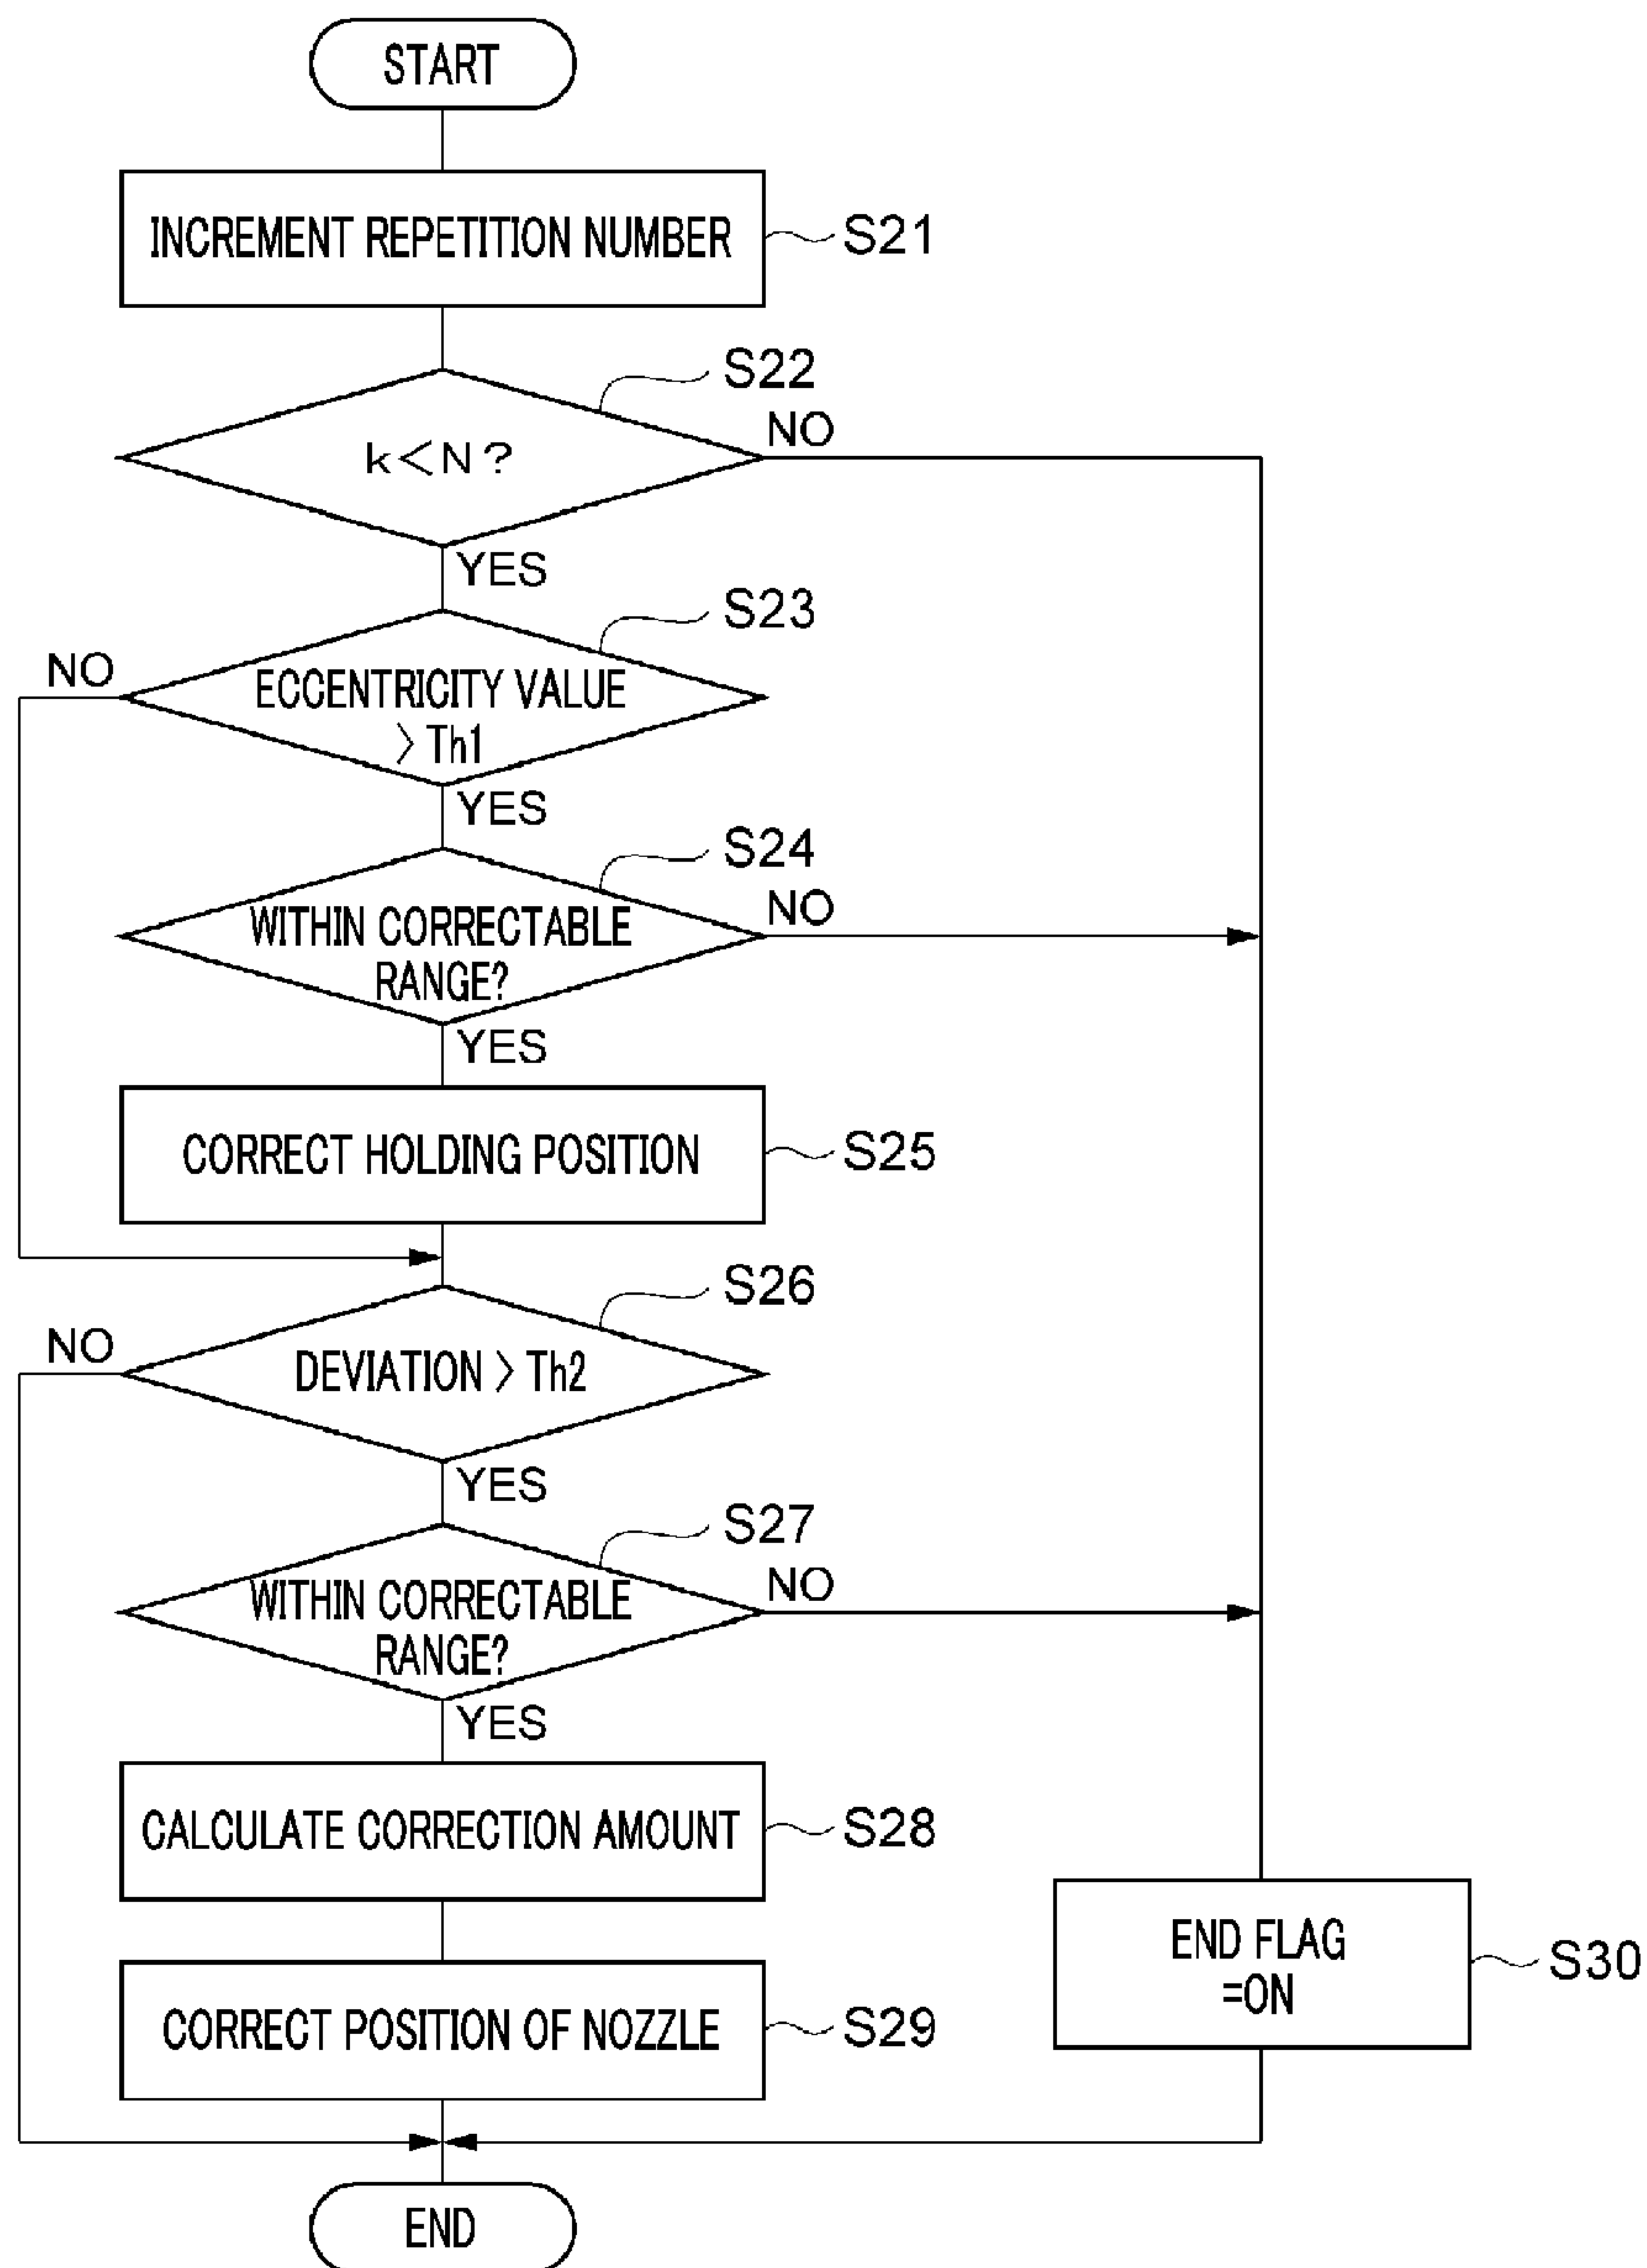 START
INCREMENT REPETITION NUMBER
S21
S22
k<N?
NO
YES
S23
NO
ECCENTRICITY VALUE
>Th1
YES
S24
NO
WITHIN CORRECTABLE
RANGE?
YES
CORRECT HOLDING POSITION
S25
S26
NO
DEVIATION >Th2
YES
S27
NO
WITHIN CORRECTABLE
RANGE?
YES
CALCULATE CORRECTION AMOUNT
S28
END FLAG
=ON
S30
CORRECT POSITION OF NOZZLE
S29
END